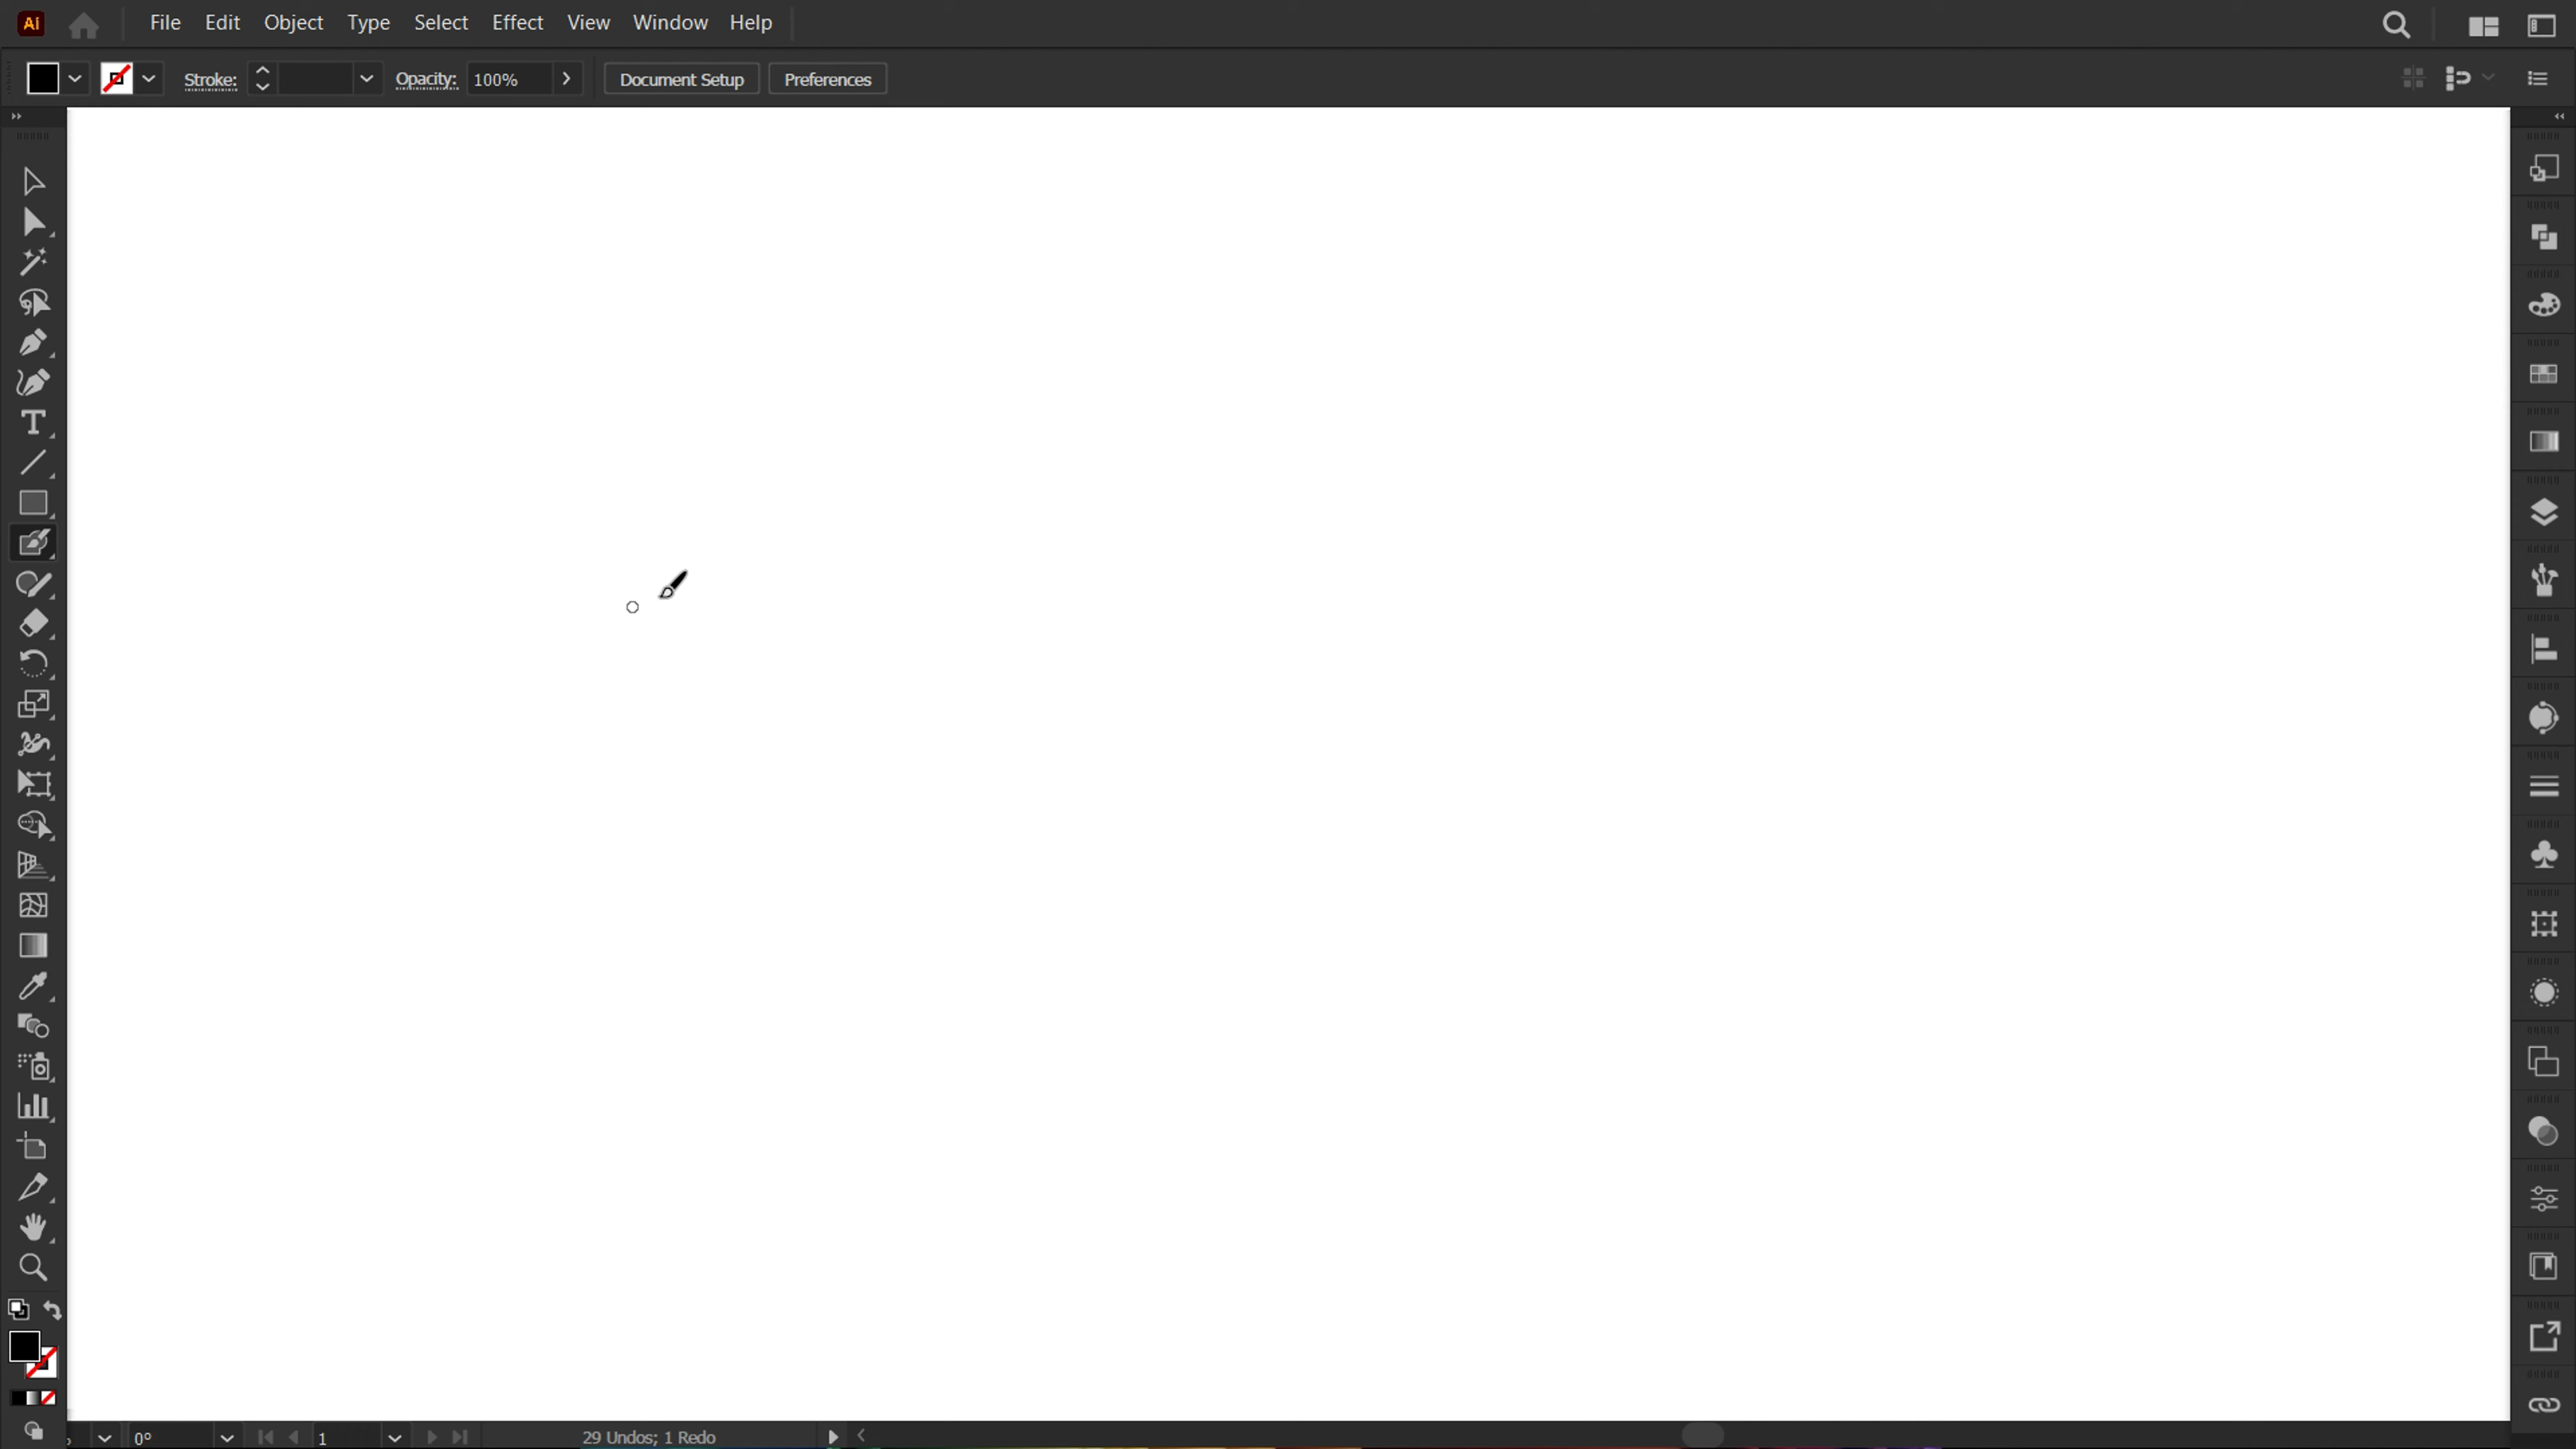 Ai File Edit Object Type Select Effect View Window Help
Stroke: Opacity: 100% Document Setup Preferences
T
0° 1 29 Undos; 1 Redo